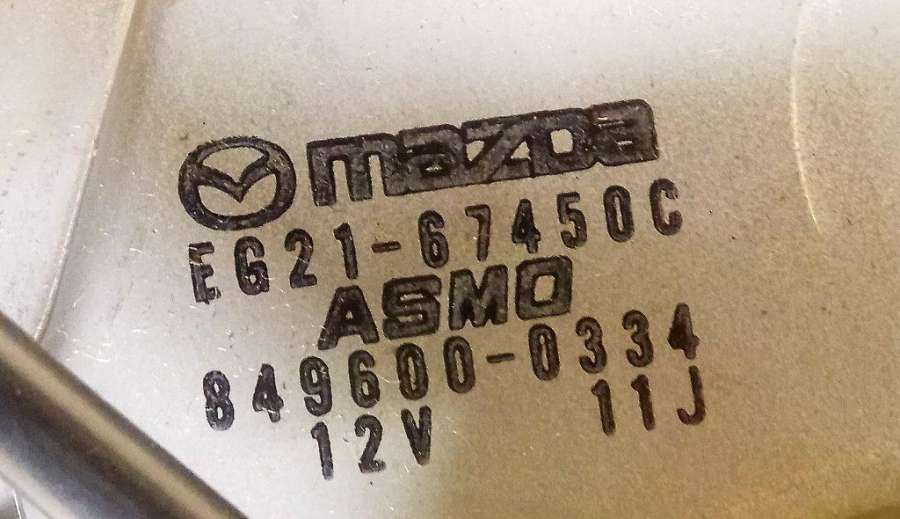 mazda
EG21-67450C
ASMO
849600-0334
12V 11J